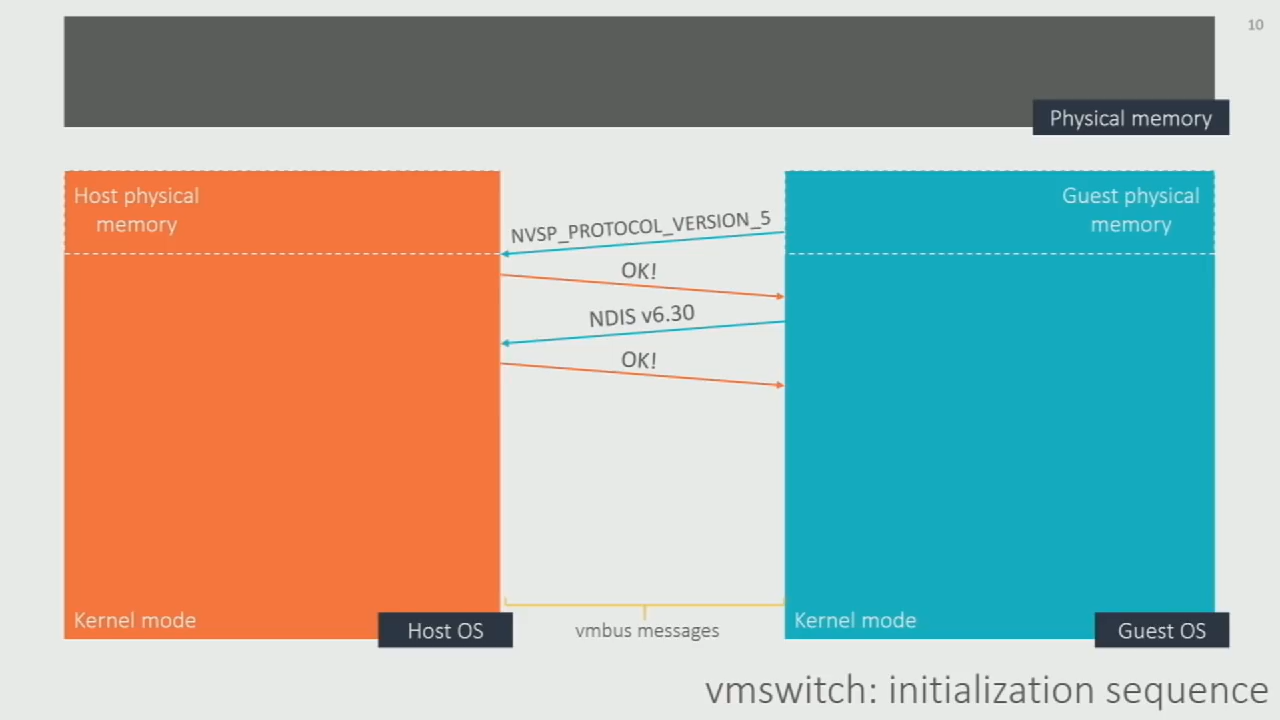 10
Physical memory
Host physical
memory
Guest physical
memory
NVSP_PROTOCOL_VERSION_5
OK!
NDIS v6.30
OK!
Kernel mode
Host OS
vmbus messages
Kernel mode
Guest OS
vmswitch: initialization sequence